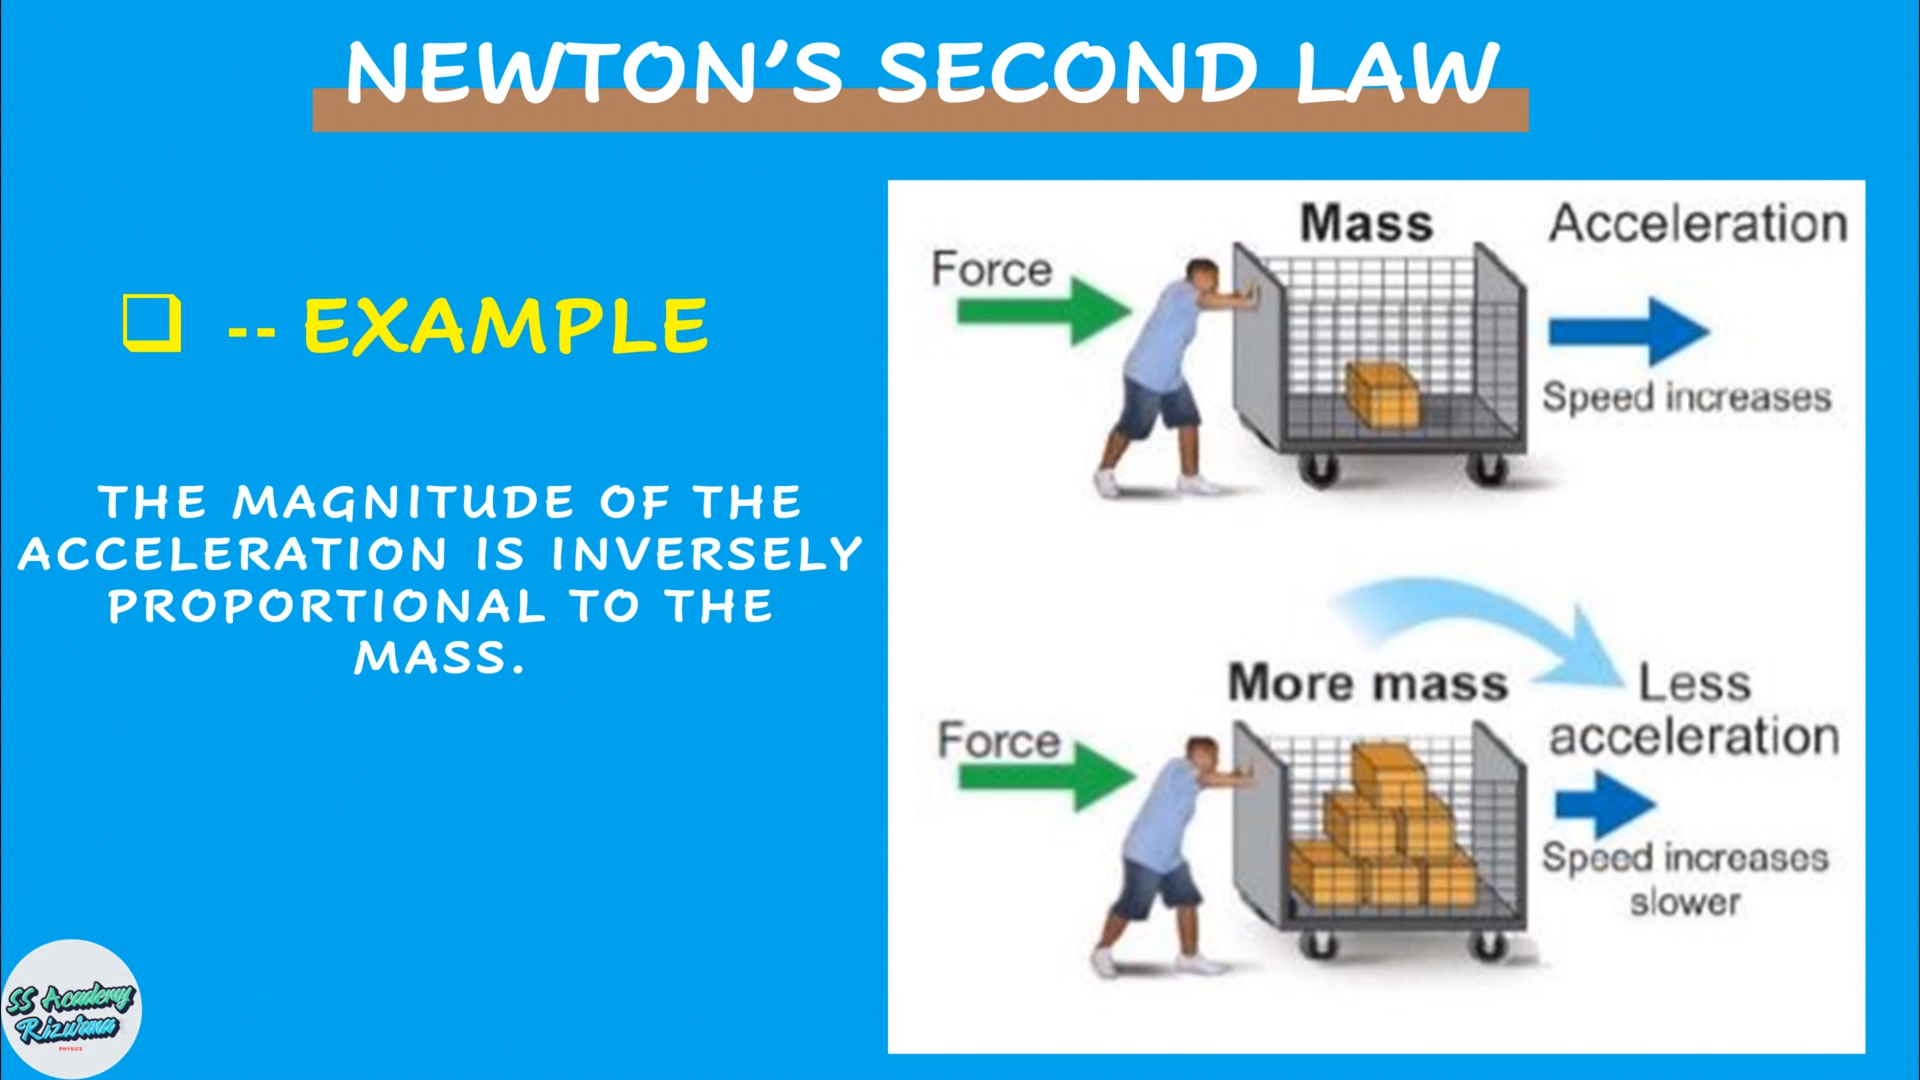 NEWTON'S SECOND LAW
❑ -- EXAMPLE
THE MAGNITUDE OF THE
ACCELERATION IS INVERSELY
PROPORTIONAL TO THE
MASS.
Force
Mass
Acceleration
Speed increases
Force
More mass
Less
acceleration
Speed increases
slower
SS Academy
Rizwana
PHYSICS